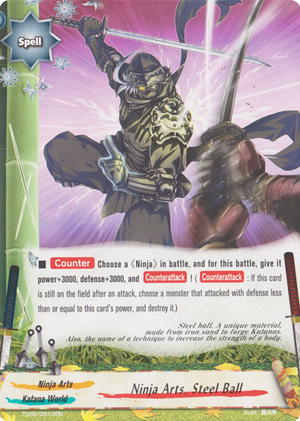 Spell
■ Counter Choose a《Ninja》in battle, and for this battle, give it
power+3000, defense+3000, and Counterattack ! ( Counterattack : If this card
is still on the field after an attack, choose a monster that attacked with defense less
than or equal to this card's power, and destroy it.)
Steel ball. A unique material,
made from iron sand to forge Katanas.
Also, the name of a technique to increase the strength of a body.
Ninja Arts
Katana World
Ninja Arts, Steel Ball